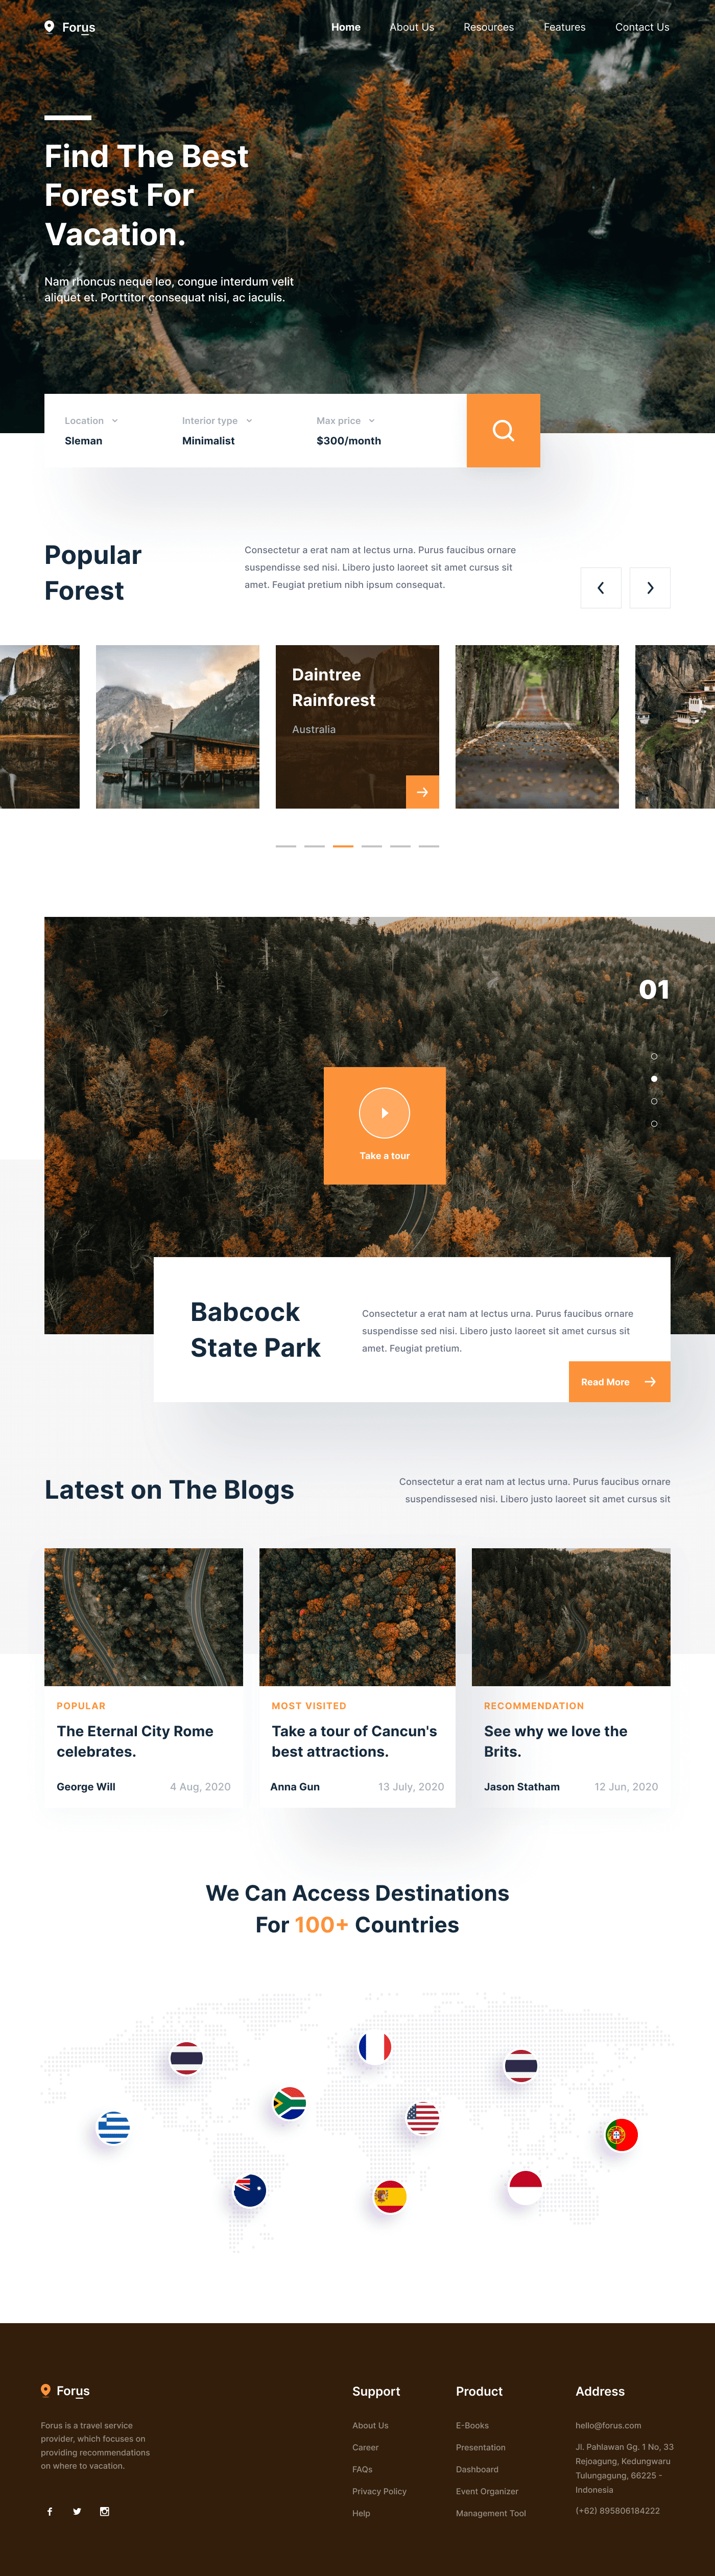 Forus
Home
About Us
Resources
Features
Contact Us
Find The Best
Forest For
Vacation.
Nam rhoncus neque leo, congue interdum velit
aliquet et. Porttitor consequat nisi, ac iaculis.
Location
Interior type
Max price
Sleman
Minimalist
$300/month
Popular
Forest
Consectetur a erat nam at lectus urna. Purus faucibus ornare
suspendisse sed nisi. Libero justo laoreet sit amet cursus sit
amet. Feugiat pretium nibh ipsum consequat.
Daintree
Rainforest
Australia
01
Take a tour
Babcock
State Park
Consectetur a erat nam at lectus urna. Purus faucibus ornare
suspendisse sed nisi. Libero justo laoreet sit amet cursus sit
amet. Feugiat pretium.
Read More
Latest on The Blogs
Consectetur a erat nam at lectus urna. Purus faucibus ornare
suspendissesed nisi. Libero justo laoreet sit amet cursus sit
POPULAR
The Eternal City Rome
celebrates.
George Will
4 Aug, 2020
MOST VISITED
Take a tour of Cancun's
best attractions.
Anna Gun
13 July, 2020
RECOMMENDATION
See why we love the
Brits.
Jason Statham
12 Jun, 2020
We Can Access Destinations
For 100+ Countries
Forus
Forus is a travel service
provider, which focuses on
providing recommendations
on where to vacation.
Support
About Us
Career
FAQs
Privacy Policy
Help
Product
E-Books
Presentation
Dashboard
Event Organizer
Management Tool
Address
hello@forus.com
Jl. Pahlawan Gg. 1 No, 33
Rejoagung, Kedungwaru
Tulungagung, 66225 -
Indonesia
(+62) 895806184222